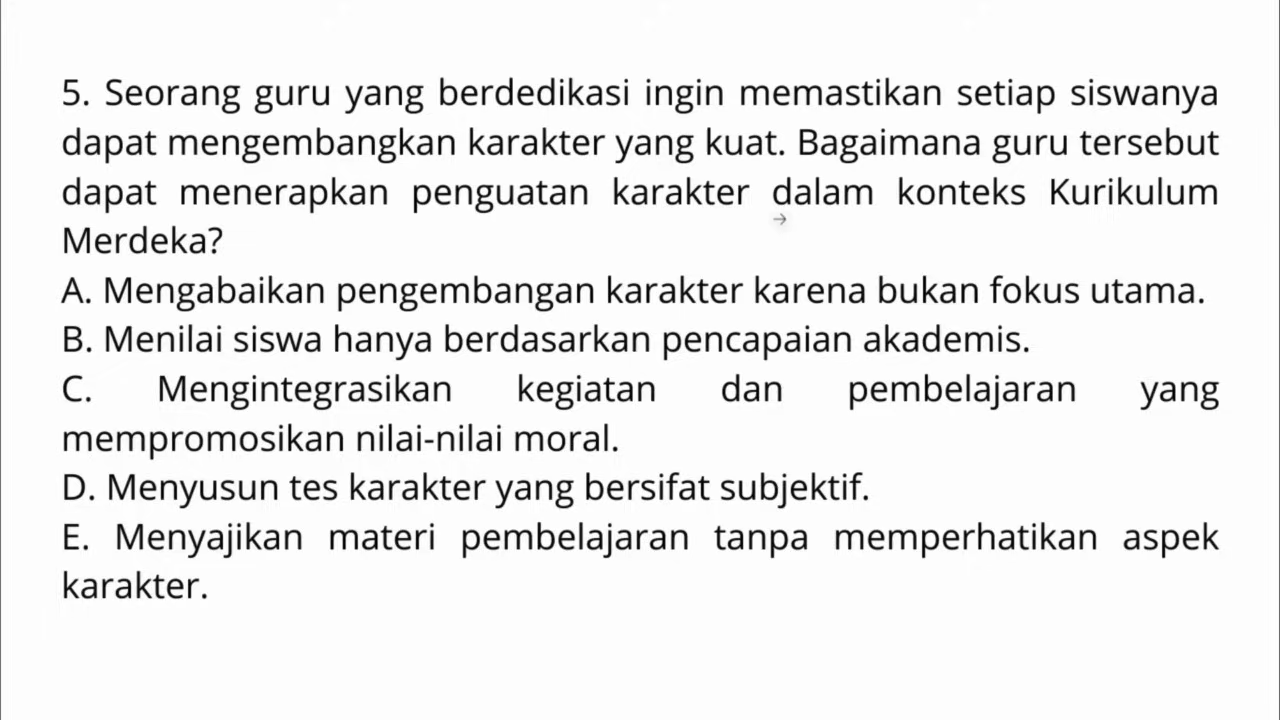 5. Seorang guru yang berdedikasi ingin memastikan setiap siswanya
dapat mengembangkan karakter yang kuat. Bagaimana guru tersebut
dapat menerapkan penguatan karakter dalam konteks Kurikulum
Merdeka?
A. Mengabaikan pengembangan karakter karena bukan fokus utama.
B. Menilai siswa hanya berdasarkan pencapaian akademis.
C. Mengintegrasikan kegiatan dan pembelajaran yang
mempromosikan nilai-nilai moral.
D. Menyusun tes karakter yang bersifat subjektif.
E. Menyajikan materi pembelajaran tanpa memperhatikan aspek
karakter.